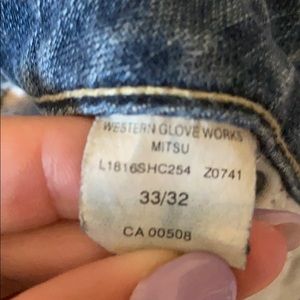 WESTERN GLOVE WORKS
MITSU
L1816SHC254 Z0741
33/32
CA 00508